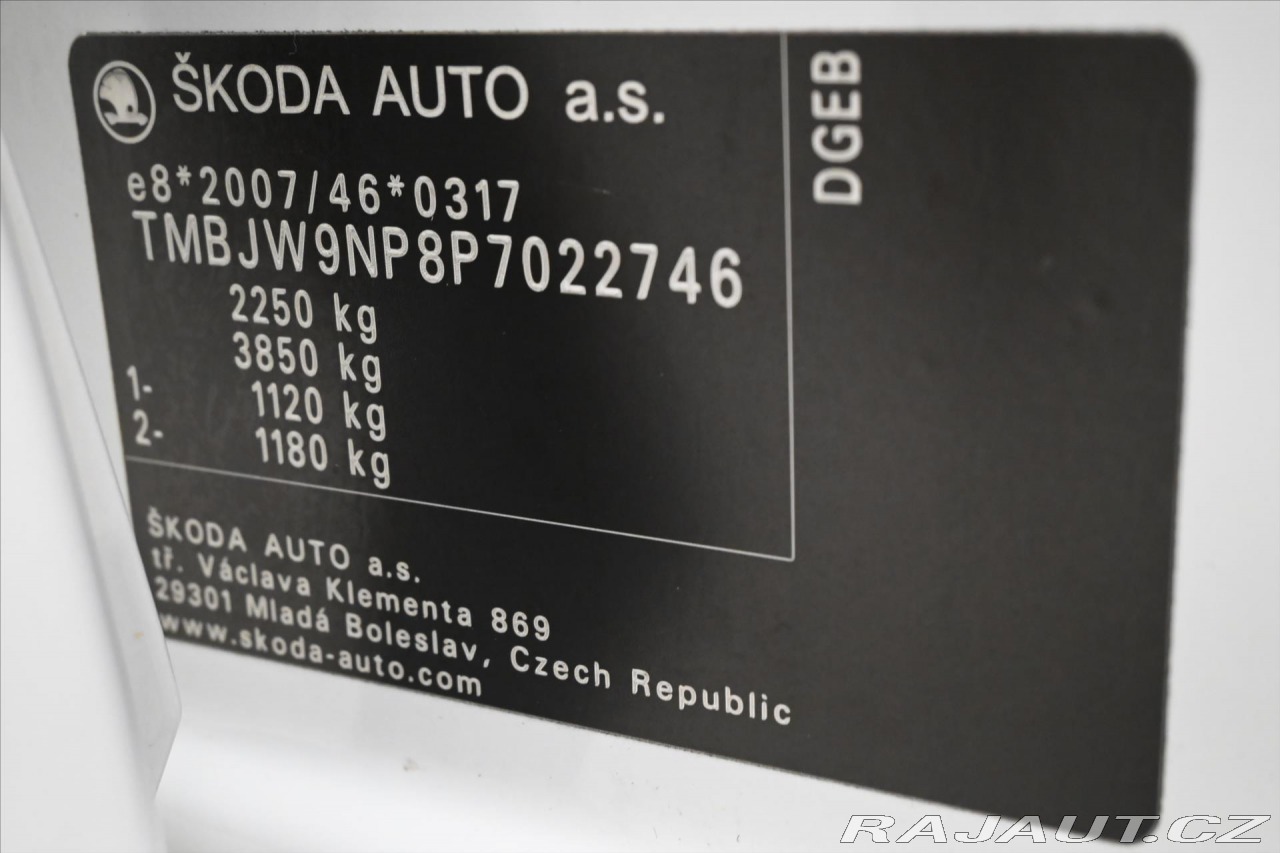 ŠKODA AUTO a.s.
e8*2007/46*0317
TMBJW9NP8P7022746
2250 kg
3850 kg
1- 1120 kg
2- 1180 kg
DGEB
ŠKODA AUTO a.s.
tř. Václava Klementa 869
29301 Mladá Boleslav, Czech Republic
www.skoda-auto.com
RAJAUT.CZ